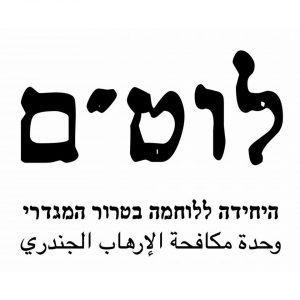 לוט״ם
היחידה ללוחמה בטרור המגדרי
وحدة مكافحة الإرهاب الجندري